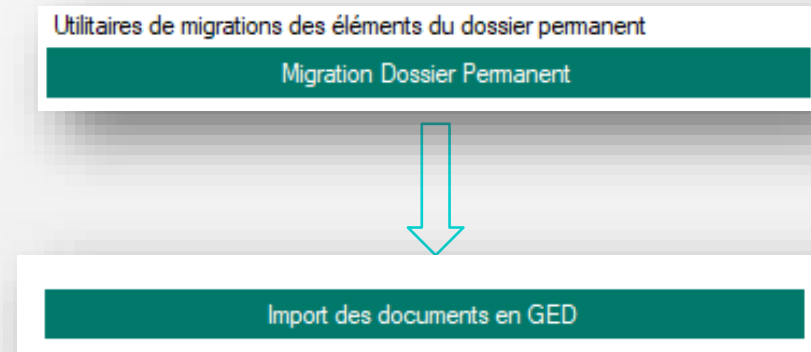 Utilitaires de migrations des éléments du dossier permanent
Migration Dossier Permanent
Import des documents en GED